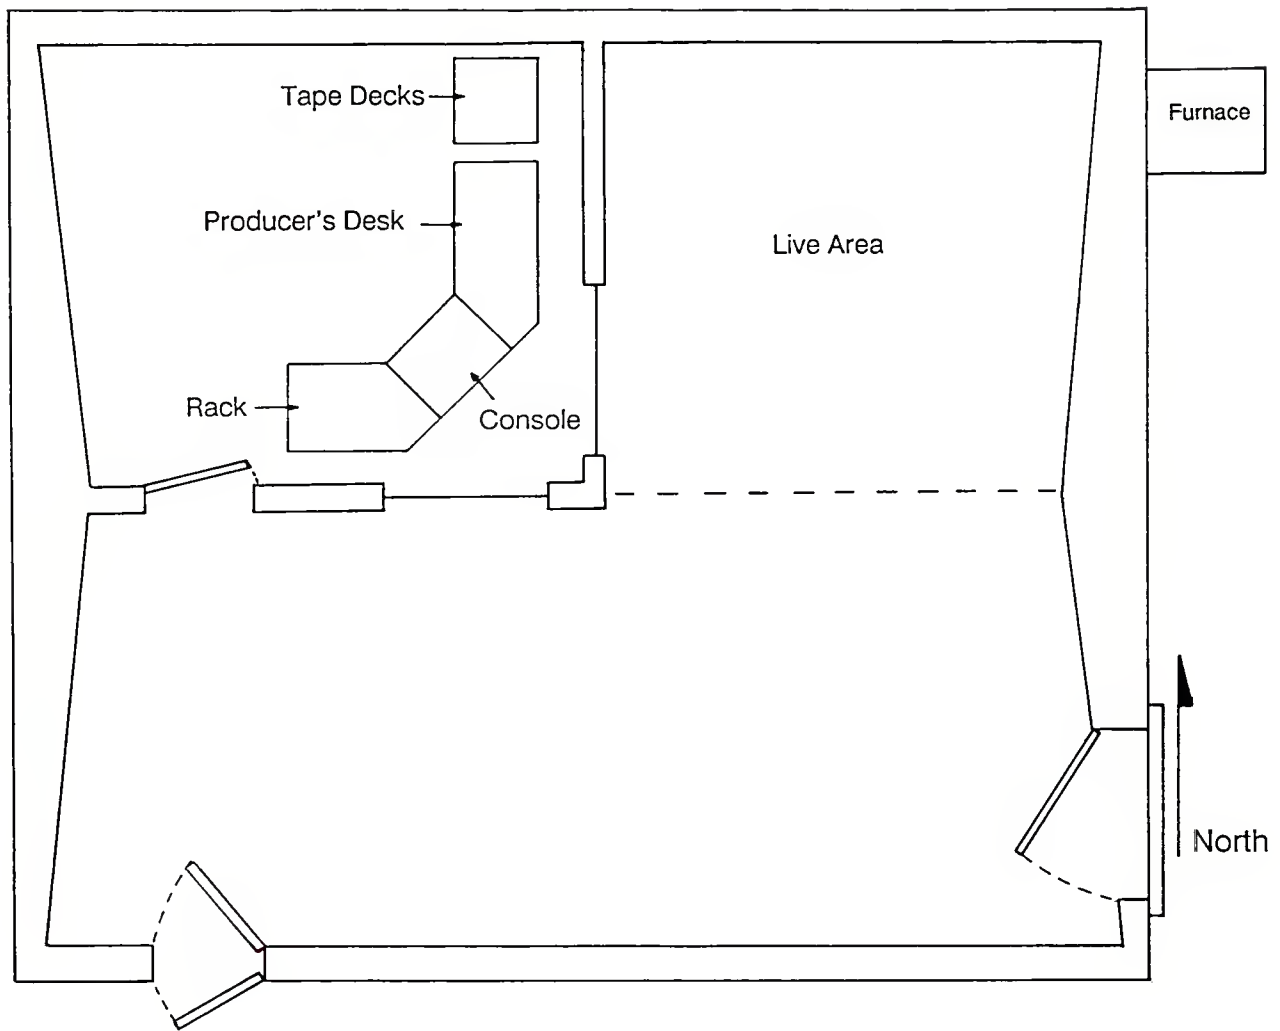 Tape Decks
Furnace
Producer's Desk
Live Area
Rack
Console
North